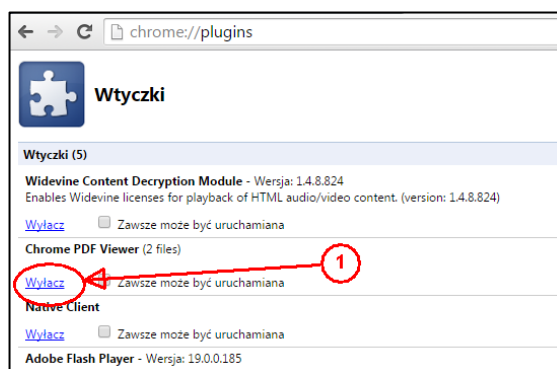 chrome://plugins
Wtyczki
Wtyczki (5)
Widevine Content Decryption Module - Wersja: 1.4.8.824
Enables Widevine licenses for playback of HTML audio/video content. (version: 1.4.8.824)
Wyłacz Zawsze może być uruchamiana
Chrome PDF Viewer (2 files)
1
Wyłacz Zawsze może być uruchamiana
Native Client
Wyłacz Zawsze może być uruchamiana
Adobe Flash Player - Wersja: 19.0.0.185